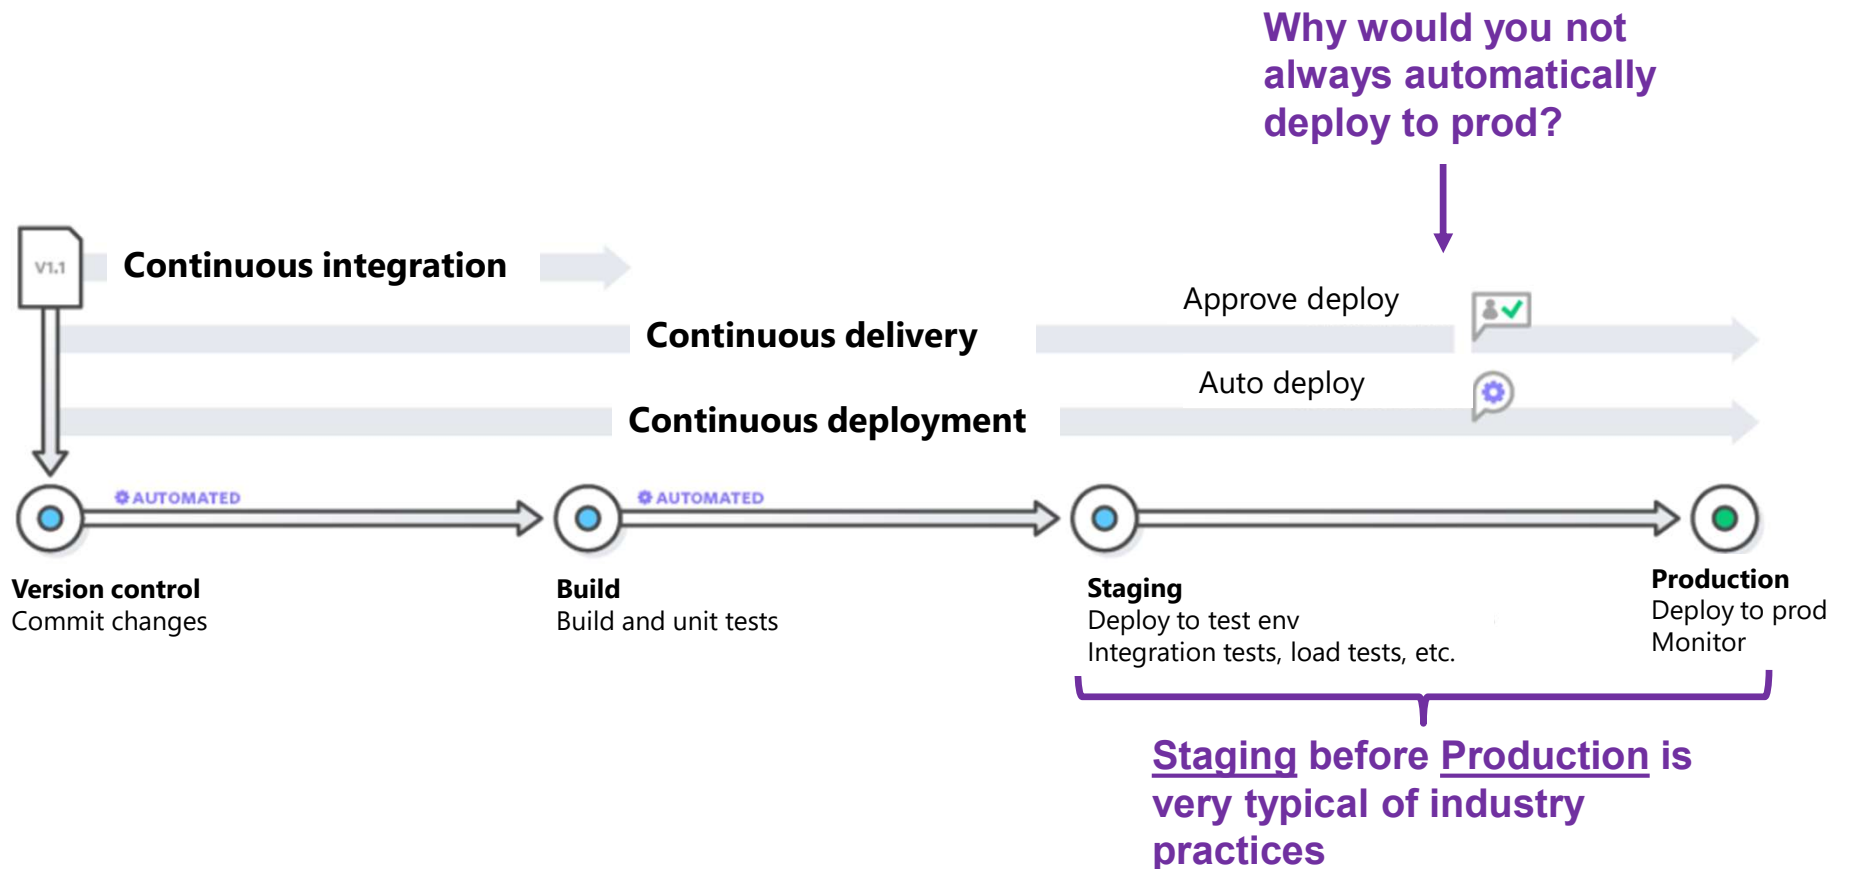 Why would you not
always automatically
deploy to prod?
V1.1
Continuous integration
Approve deploy
Continuous delivery
Auto deploy
Continuous deployment
AUTOMATED
AUTOMATED
Version control
Commit changes
Build
Build and unit tests
Staging
Deploy to test env
Integration tests, load tests, etc.
Production
Deploy to prod
Monitor
Staging before Production is
very typical of industry
practices